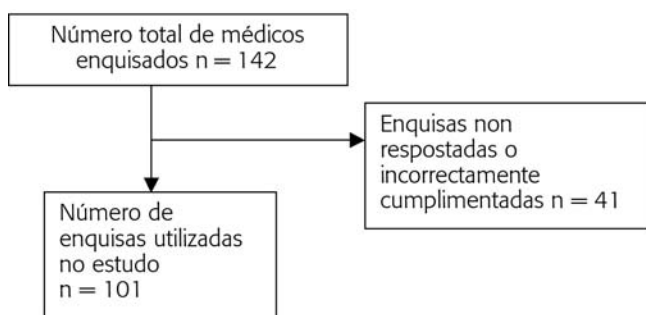 Número total de médicos
enquisados n = 142
Enquisas non
respostadas o
incorrectamente
cumplimentadas n = 41
Número de
enquisas utilizadas
no estudo
n = 101